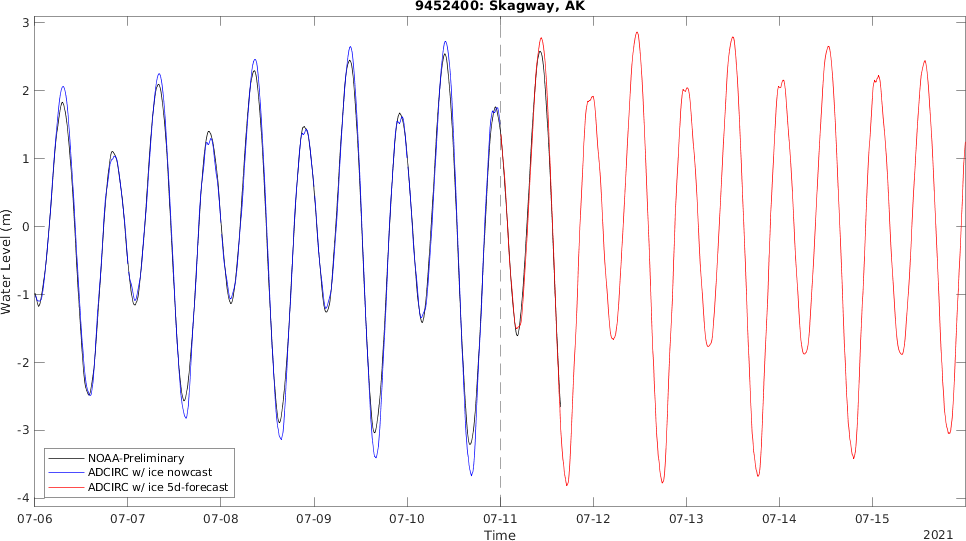 9452400: Skagway, AK
Water Level (m)
3
2
1
0
-1
-2
-3
-4
NOAA-Preliminary
ADCIRC w/ ice nowcast
ADCIRC w/ ice 5d-forecast
07-06 07-07 07-08 07-09 07-10 07-11 07-12 07-13 07-14 07-15
Time
2021